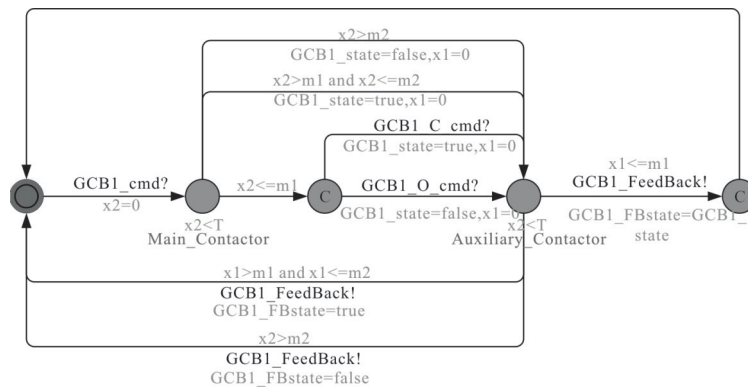 x2>m2
GCB1_state=false,x1=0
x2>m1 and x2<=m2
GCB1_state=true,x1=0
GCB1_C_cmd?
GCB1_state=true,x1=0
GCB1_cmd?
x2=0
x2<=m1
C
GCB1_O_cmd?
GCB1_state=false,x1=0
x1<=m1
GCB1_FeedBack!
GCB1_FBstate=GCB1_
state
C
x2<T
Main_Contactor
x2<T
Auxiliary_Contactor
x1>m1 and x1<=m2
GCB1_FeedBack!
GCB1_FBstate=true
x2>m2
GCB1_FeedBack!
GCB1_FBstate=false